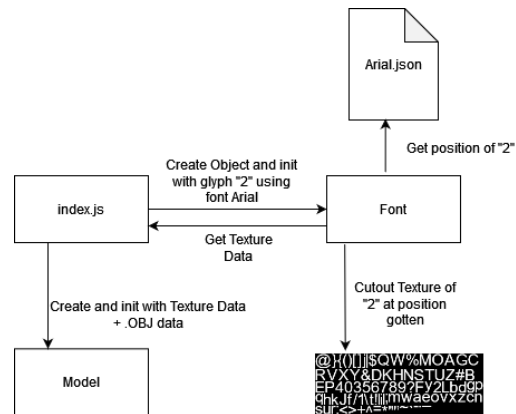 Arial.json
Get position of "2"
Create Object and init
with glyph "2" using
font Arial
index.js
Font
Get Texture
Data
Create and init with Texture Data
+ .OBJ data
Cutout Texture of
"2" at position
gotten
Model
@}{()[]j|$QW%MOAGC
RVXY&DKHNSTUZ#B
EP40356789?Fy2Lbdgp